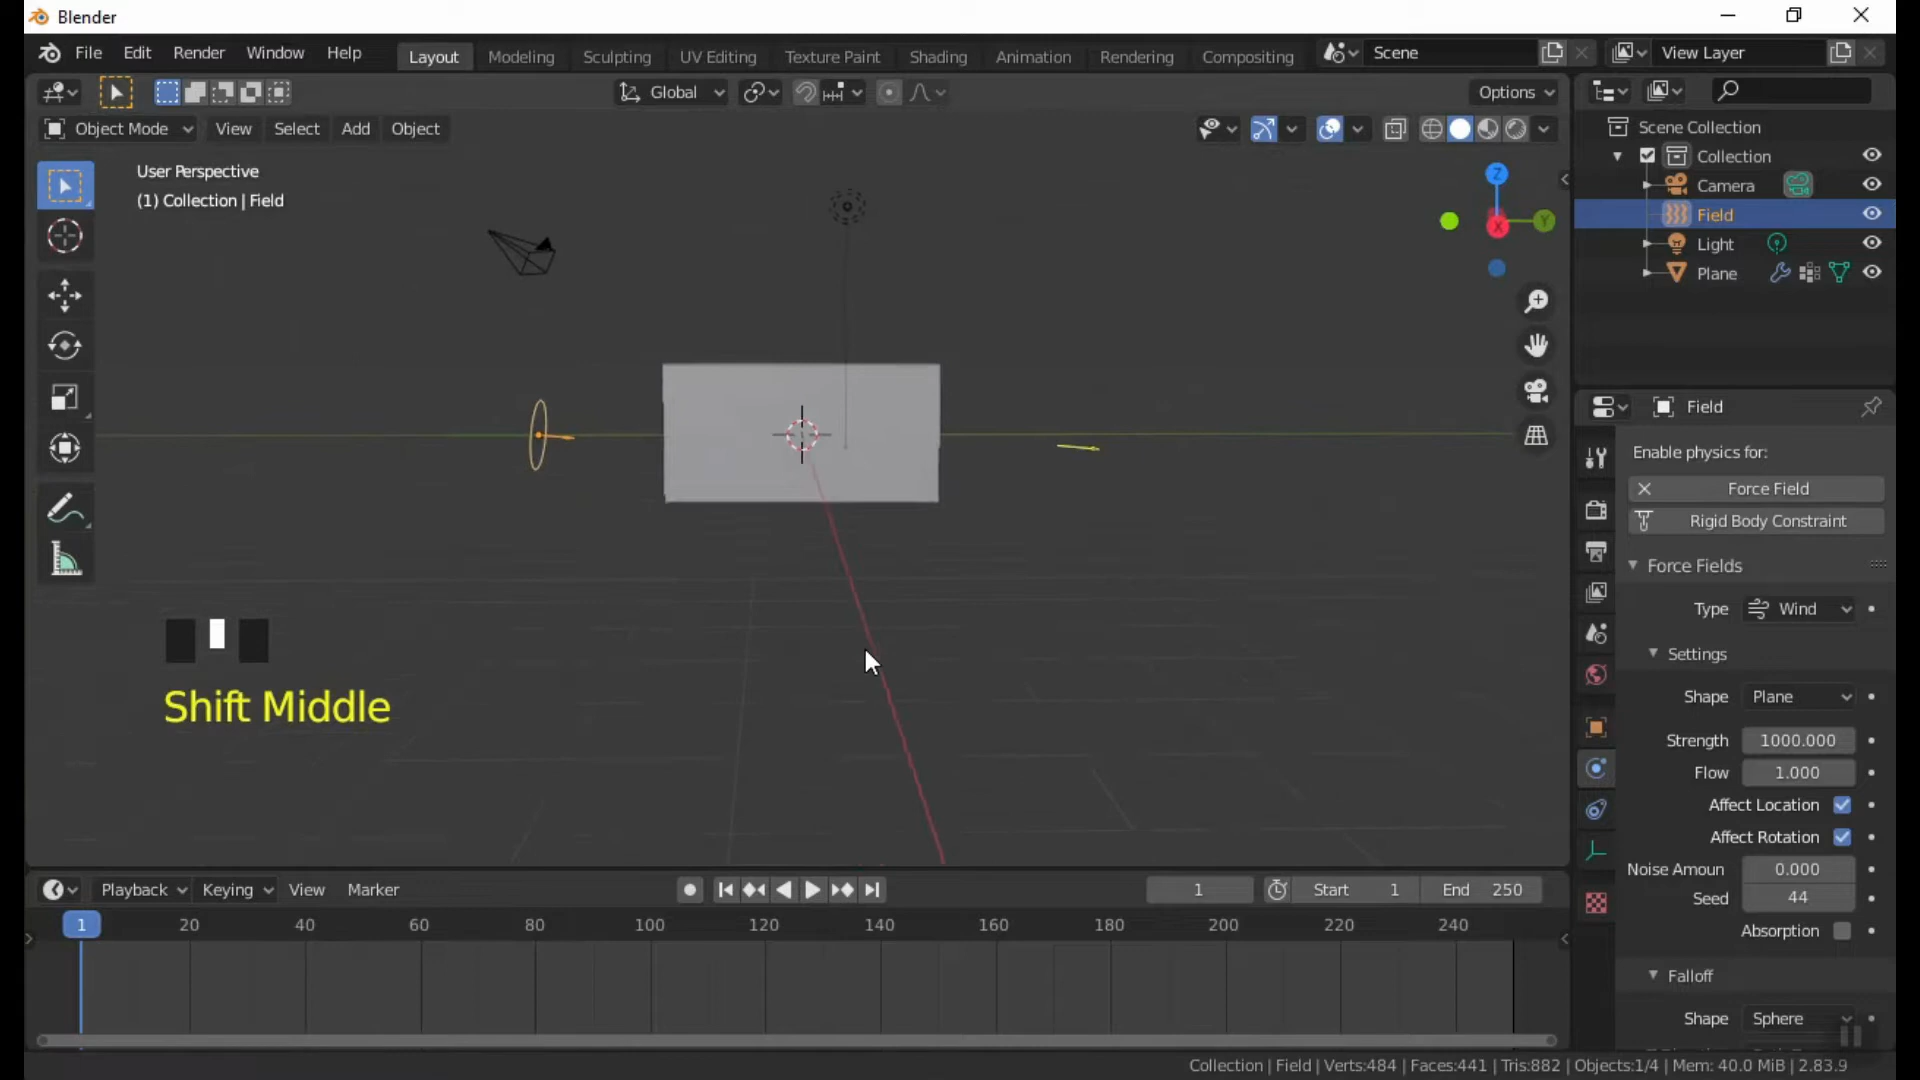 Blender
File Edit Render Window Help Layout Modeling Sculpting UV Editing Texture Paint Shading Animation Rendering Compositing Scene View Layer
Global Options
Object Mode View Select Add Object
User Perspective
(1) Collection | Field
Z
Y
X
Scene Collection
Collection
Camera
Field
Light
Plane
Field
Enable physics for:
Force Field
Rigid Body Constraint
Force Fields
Type Wind
Settings
Shape Plane
Strength 1000.000
Flow 1.000
Affect Location
Affect Rotation
Noise Amoun 0.000
Seed 44
Absorption
Falloff
Shape Sphere
Shift Middle
Playback Keying View Marker 1 Start 1 End 250
1 20 40 60 80 100 120 140 160 180 200 220 240
Collection | Field | Verts:484 | Faces:441 | Tris:882 | Objects:1/4 | Mem: 40.0 MiB | 2.83.9